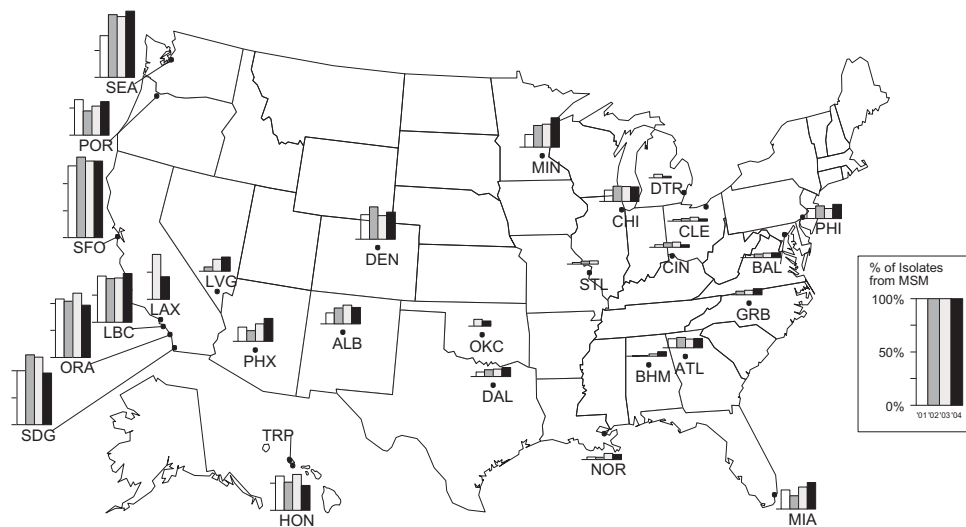 SEA
POR
SFO
LBC
LAX
LVG
ORA
SDG
PHX
ALB
DEN
MIN
CHI
DTR
CLE
CIN
STL
BAL
PHI
GRB
OKC
DAL
BHM
ATL
NOR
MIA
TRP
HON
% of Isolates
from MSM
100%
50%
0%
'01 '02 '03 '04